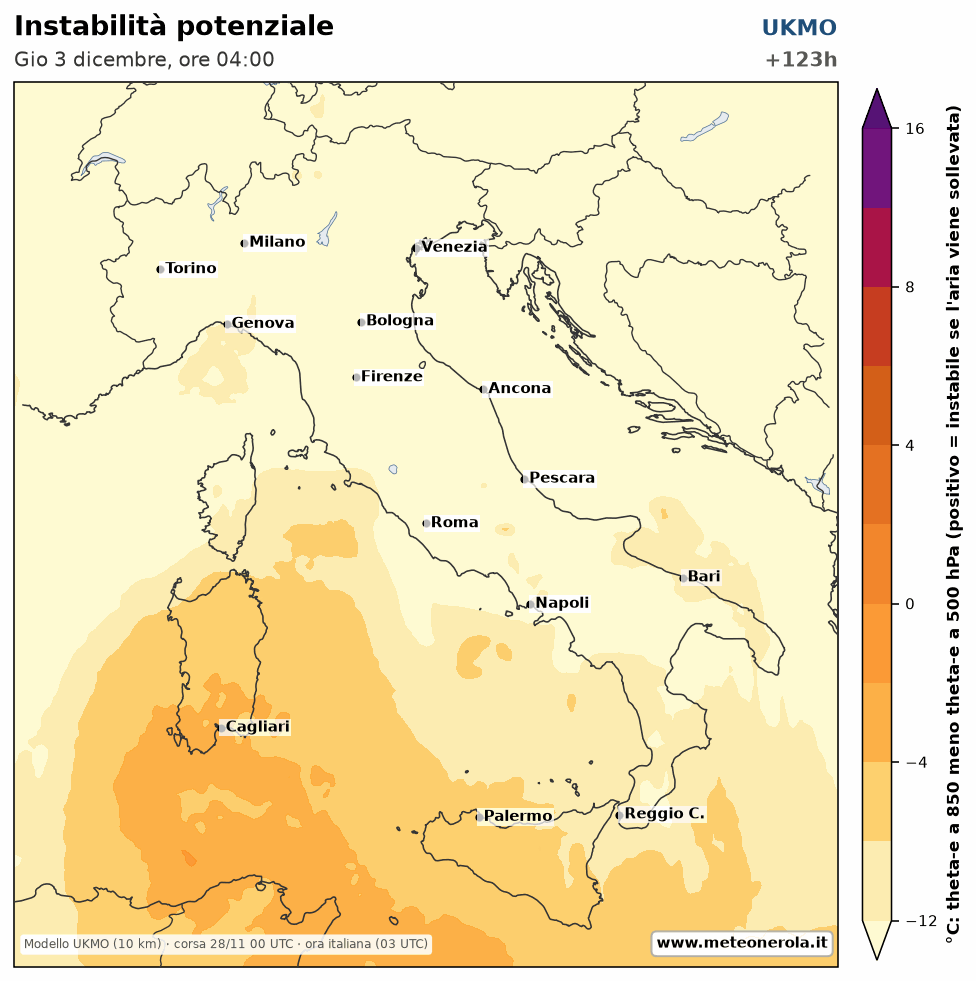 Instabilità potenziale
UKMO
Gio 3 dicembre, ore 04:00
+123h
Milano
Venezia
Torino
Genova
Bologna
Firenze
Ancona
Pescara
Roma
Bari
Napoli
Cagliari
Palermo
Reggio C.
Modello UKMO (10 km) · corsa 28/11 00 UTC · ora italiana (03 UTC)
www.meteonerola.it
16
8
4
0
−4
−12
°C: theta-e a 850 meno theta-e a 500 hPa (positivo = instabile se l'aria viene sollevata)